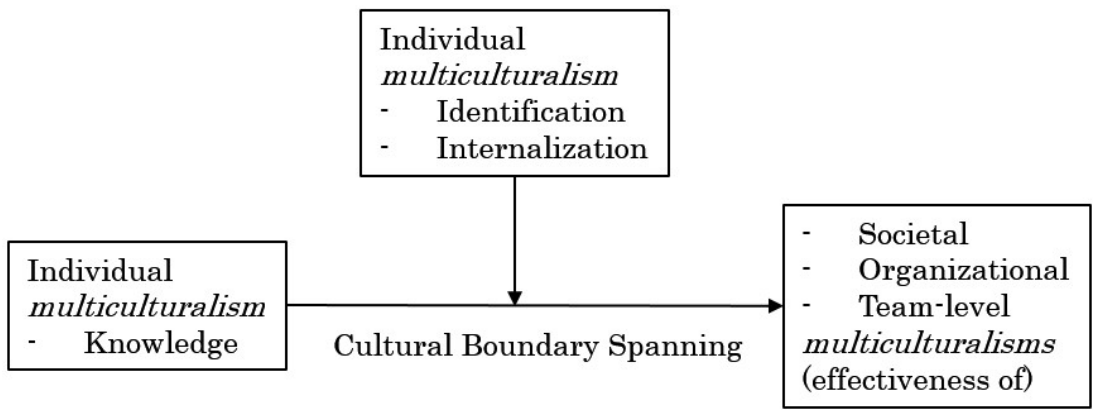 Individual
multiculturalism
- Identification
- Internalization
Individual
multiculturalism
- Knowledge
Cultural Boundary Spanning
- Societal
- Organizational
- Team-level
multiculturalisms
(effectiveness of)